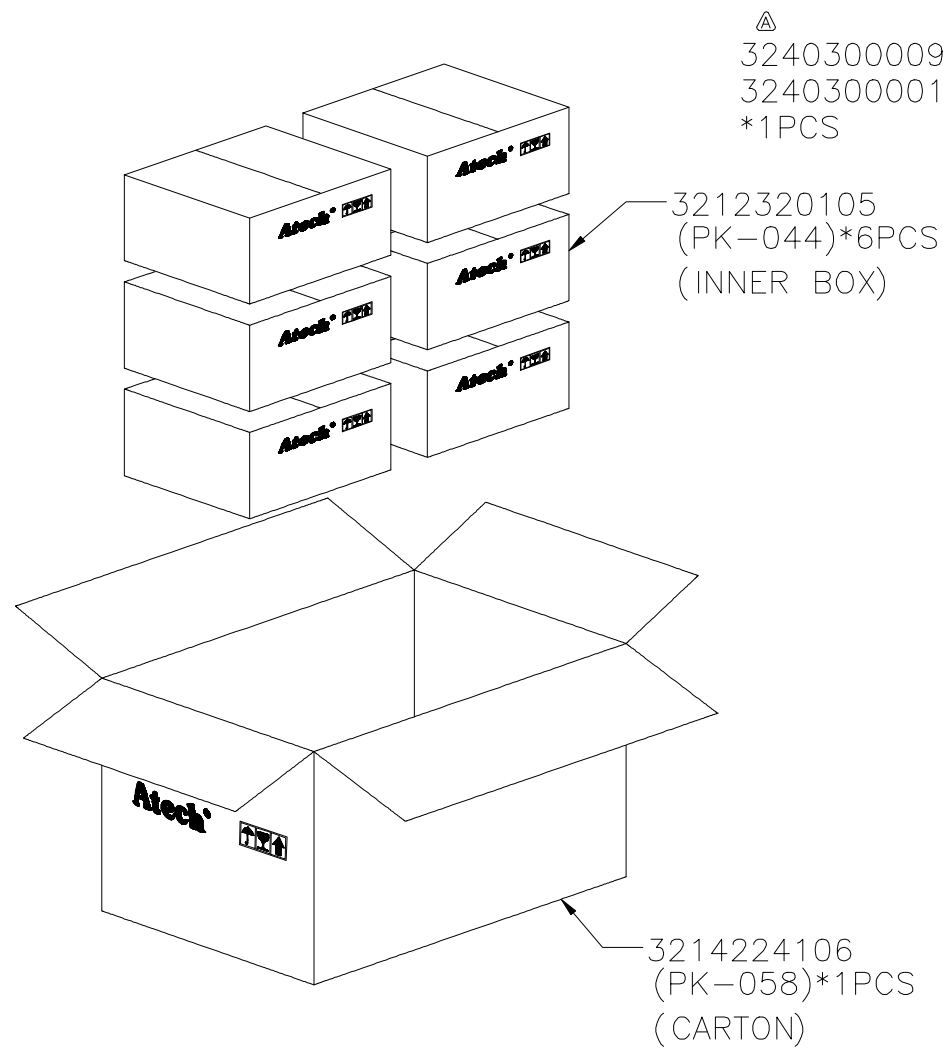 A
3240300009
3240300001
*1PCS
Atech
Atech
3212320105
(PK-044)*6PCS
(INNER BOX)
Atech
Atech
Atech
Atech
Atech
3214224106
(PK-058)*1PCS
(CARTON)